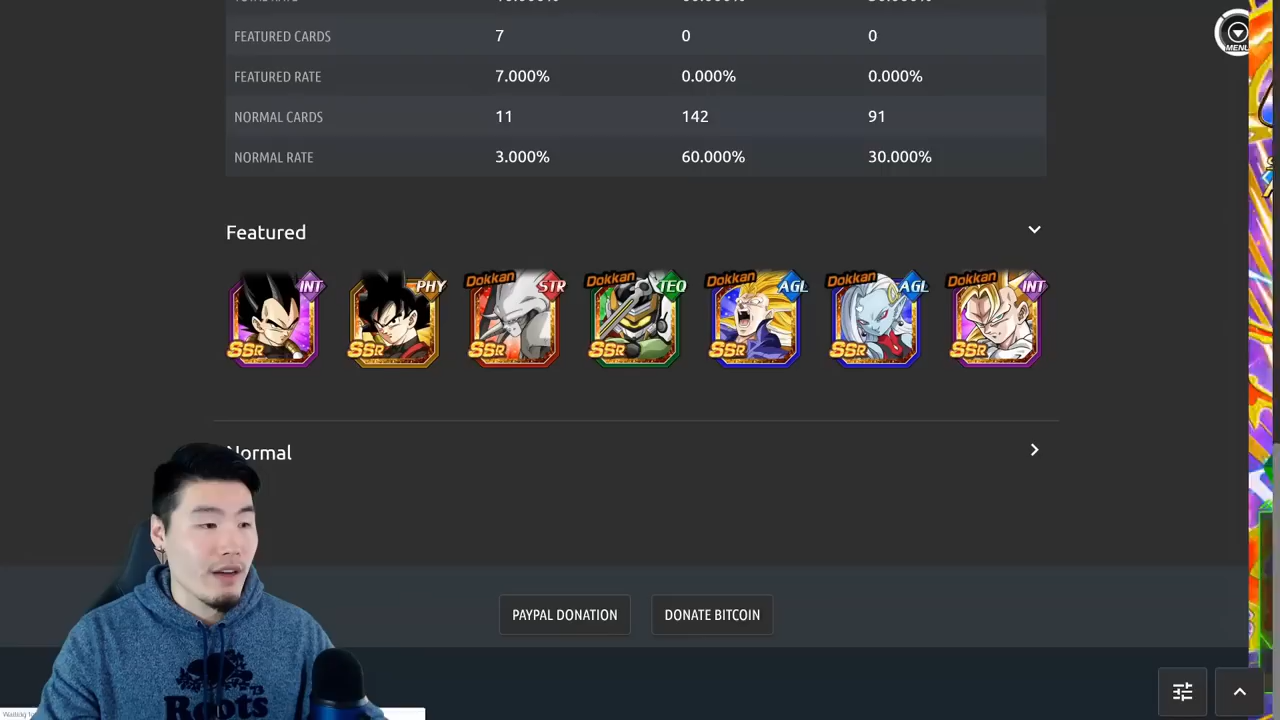 FEATURED CARDS 7 0 0
FEATURED RATE 7.000% 0.000% 0.000%
NORMAL CARDS 11 142 91
NORMAL RATE 3.000% 60.000% 30.000%
MENU
Featured
INT PHY Dokkan STR Dokkan TEQ Dokkan AGL Dokkan AGL Dokkan INT
SSR SSR SSR SSR SSR SSR SSR
Normal
PAYPAL DONATION DONATE BITCOIN
Roots